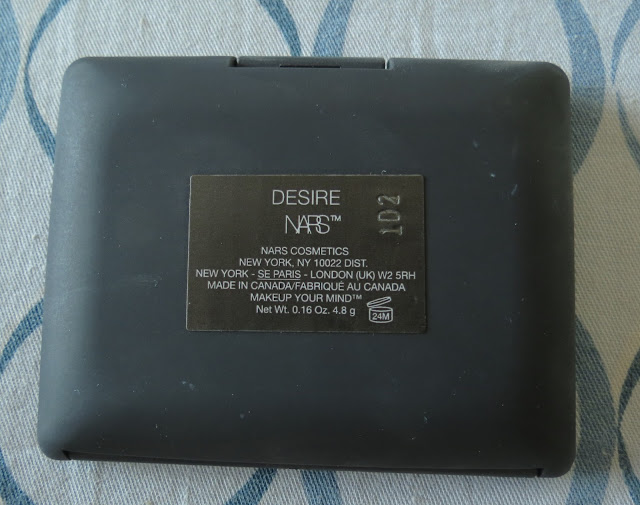 DESIRE
NARS™
1D2
NARS COSMETICS
NEW YORK, NY 10022 DIST.
NEW YORK - SE PARIS - LONDON (UK) W2 5RH
MADE IN CANADA/FABRIQUÉ AU CANADA
MAKEUP YOUR MIND™
Net Wt. 0.16 Oz. 4.8 g
24M